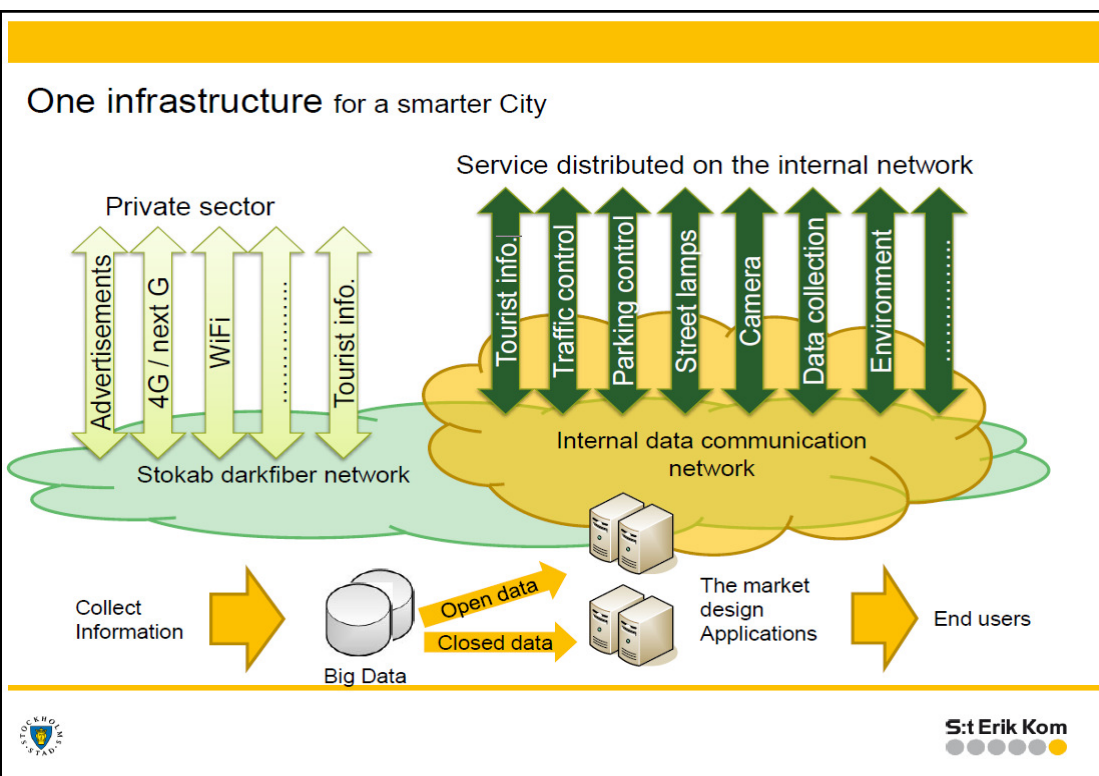 One infrastructure for a smarter City
Service distributed on the internal network
Private sector
Advertisements
4G / next G
WiFi
....................
Tourist info.
Tourist info.
Traffic control
Parking control
Street lamps
Camera
Data collection
Environment
....................
Stokab darkfiber network
Internal data communication
network
Collect
Information
Big Data
Open data
Closed data
The market
design
Applications
End users
STOCKHOLMS STAD
S:t Erik Kom